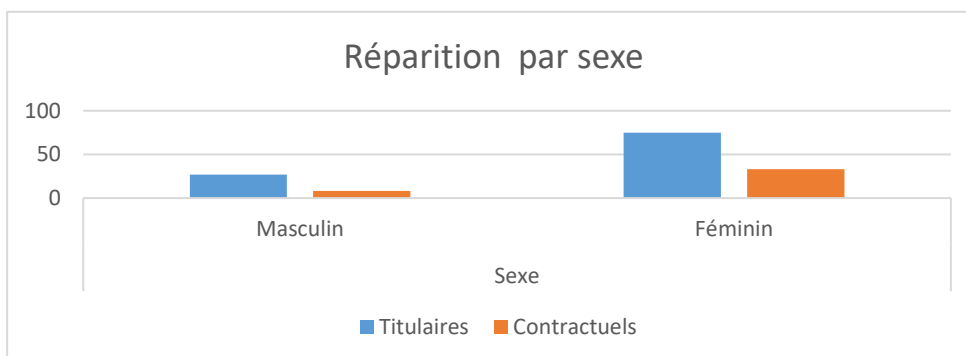 Réparition par sexe
100
50
0
Masculin Féminin
Sexe
Titulaires Contractuels